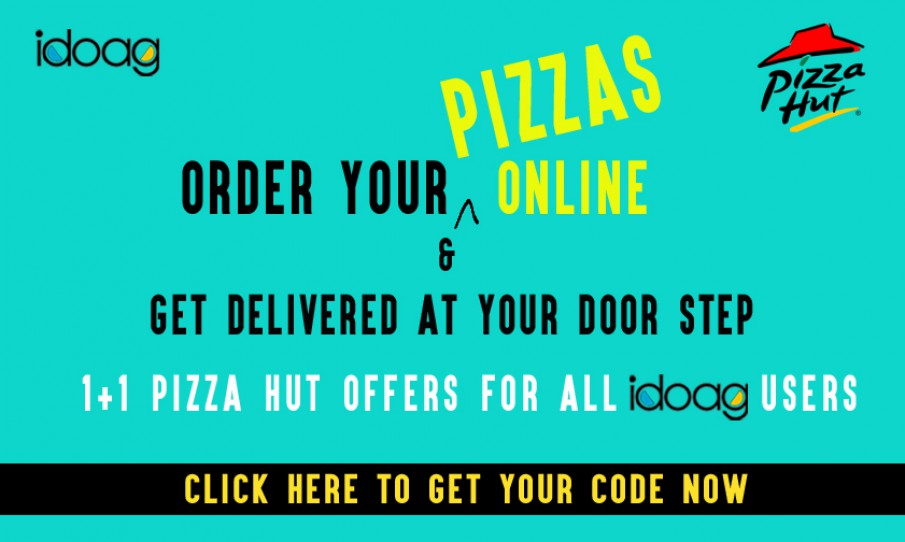 idoag
Pizza Hut
PIZZAS
ORDER YOUR ONLINE
&
GET DELIVERED AT YOUR DOOR STEP
1+1 PIZZA HUT OFFERS FOR ALL idoag USERS
CLICK HERE TO GET YOUR CODE NOW